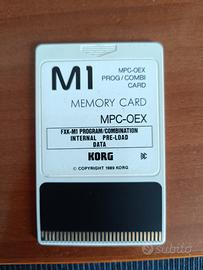 M1
MPC-OEX
PROG/COMBI
CARD
MEMORY CARD
MPC-OEX
FXK-M1 PROGRAM/COMBINATION
INTERNAL PRE-LOAD
DATA
KORG
© COPYRIGHT 1989 KORG
subito